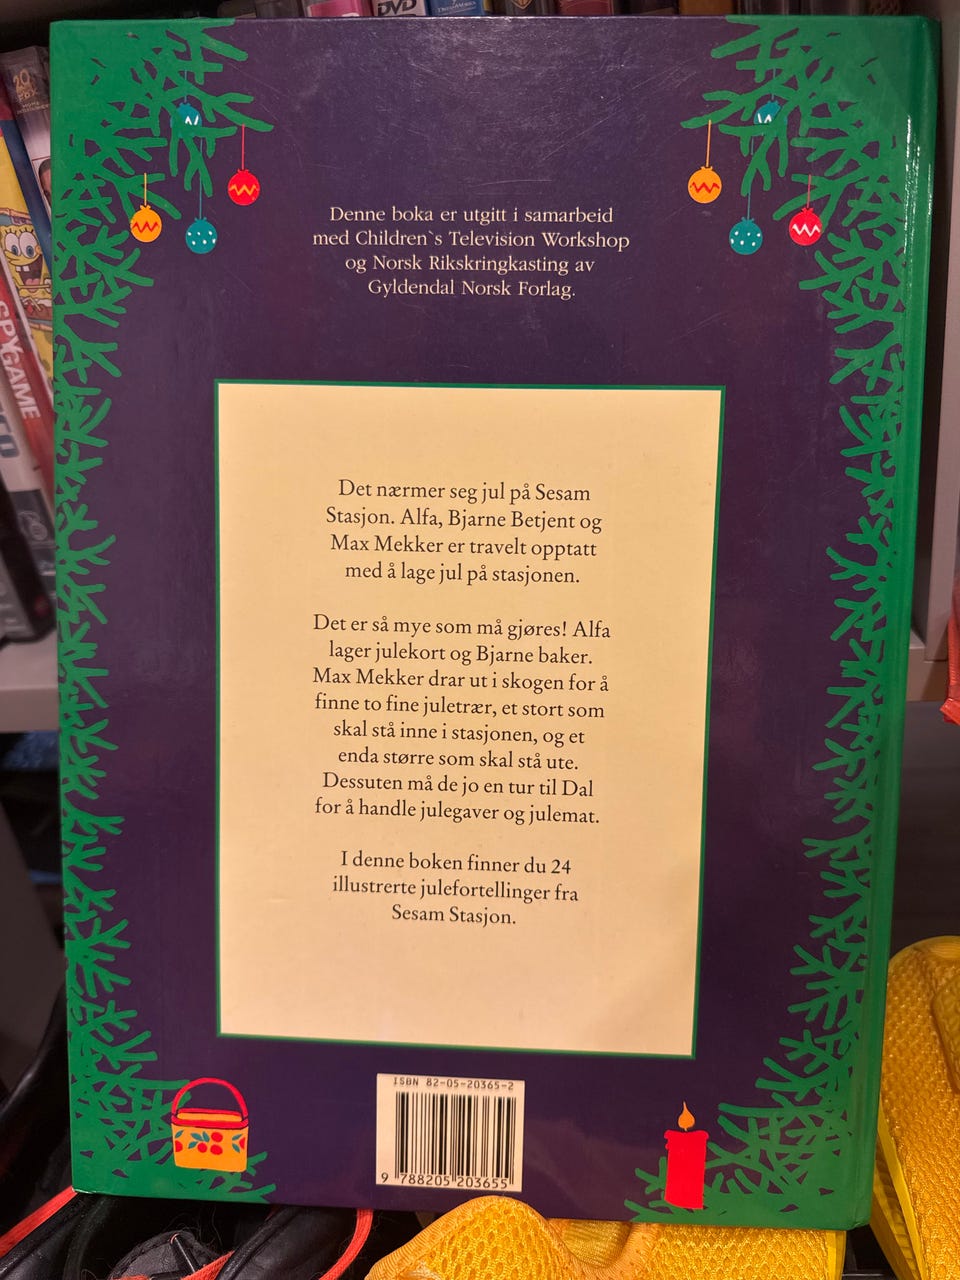 DVD
DREAMWORKS
20
FOX
SPYGAME
Denne boka er utgitt i samarbeid
med Children`s Television Workshop
og Norsk Rikskringkasting av
Gyldendal Norsk Forlag.
Det nærmer seg jul på Sesam
Stasjon. Alfa, Bjarne Betjent og
Max Mekker er travelt opptatt
med å lage jul på stasjonen.
Det er så mye som må gjøres! Alfa
lager julekort og Bjarne baker.
Max Mekker drar ut i skogen for å
finne to fine juletrær, et stort som
skal stå inne i stasjonen, og et
enda større som skal stå ute.
Dessuten må de jo en tur til Dal
for å handle julegaver og julemat.
I denne boken finner du 24
illustrerte julefortellinger fra
Sesam Stasjon.
ISBN 82-05-20365-2
9 788205 203655